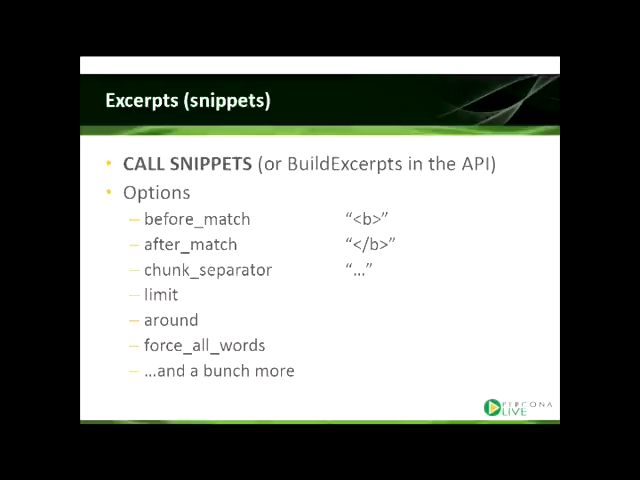 Excerpts (snippets)
• CALL SNIPPETS (or BuildExcerpts in the API)
• Options
– before_match “<b>”
– after_match “</b>”
– chunk_separator “…”
– limit
– around
– force_all_words
– …and a bunch more
PERCONA
LIVE